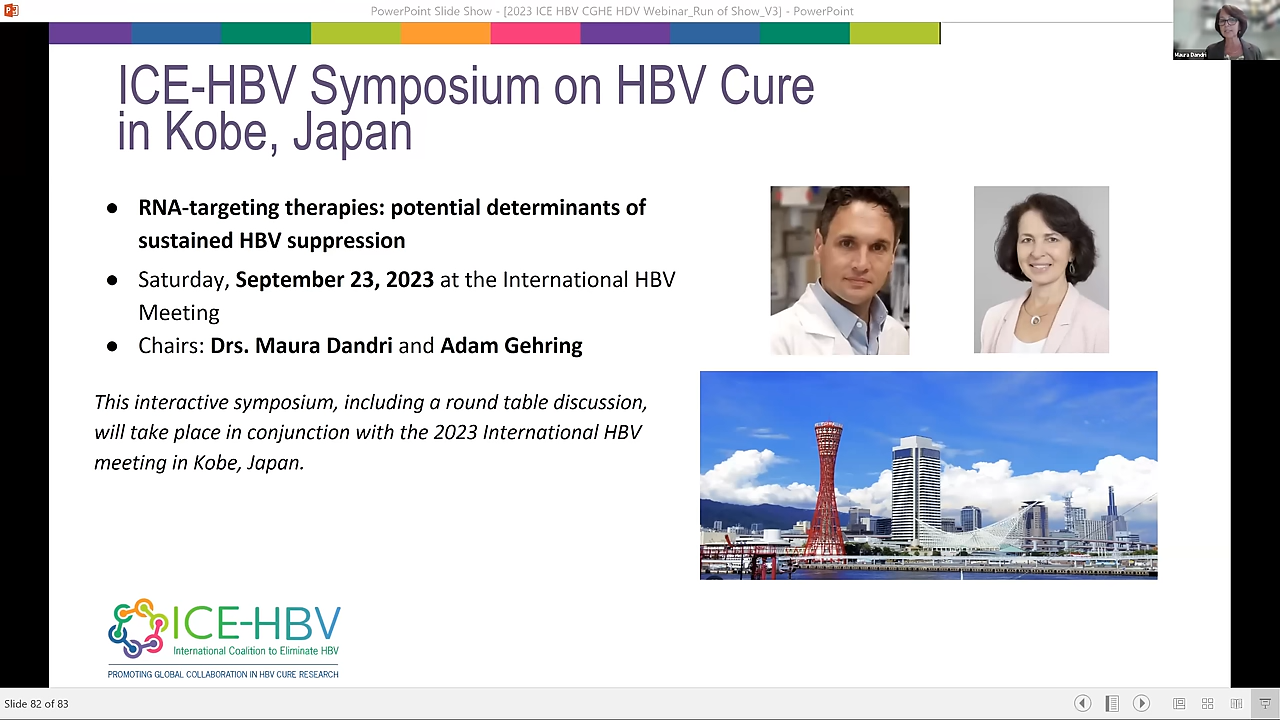 PowerPoint Slide Show - [2023 ICE HBV CGHE HDV Webinar_Run of Show_V3] - PowerPoint
Maura Dandri
ICE-HBV Symposium on HBV Cure
in Kobe, Japan
● RNA-targeting therapies: potential determinants of
sustained HBV suppression
● Saturday, September 23, 2023 at the International HBV
Meeting
● Chairs: Drs. Maura Dandri and Adam Gehring
This interactive symposium, including a round table discussion,
will take place in conjunction with the 2023 International HBV
meeting in Kobe, Japan.
ICE-HBV
International Coalition to Eliminate HBV
PROMOTING GLOBAL COLLABORATION IN HBV CURE RESEARCH
Slide 82 of 83